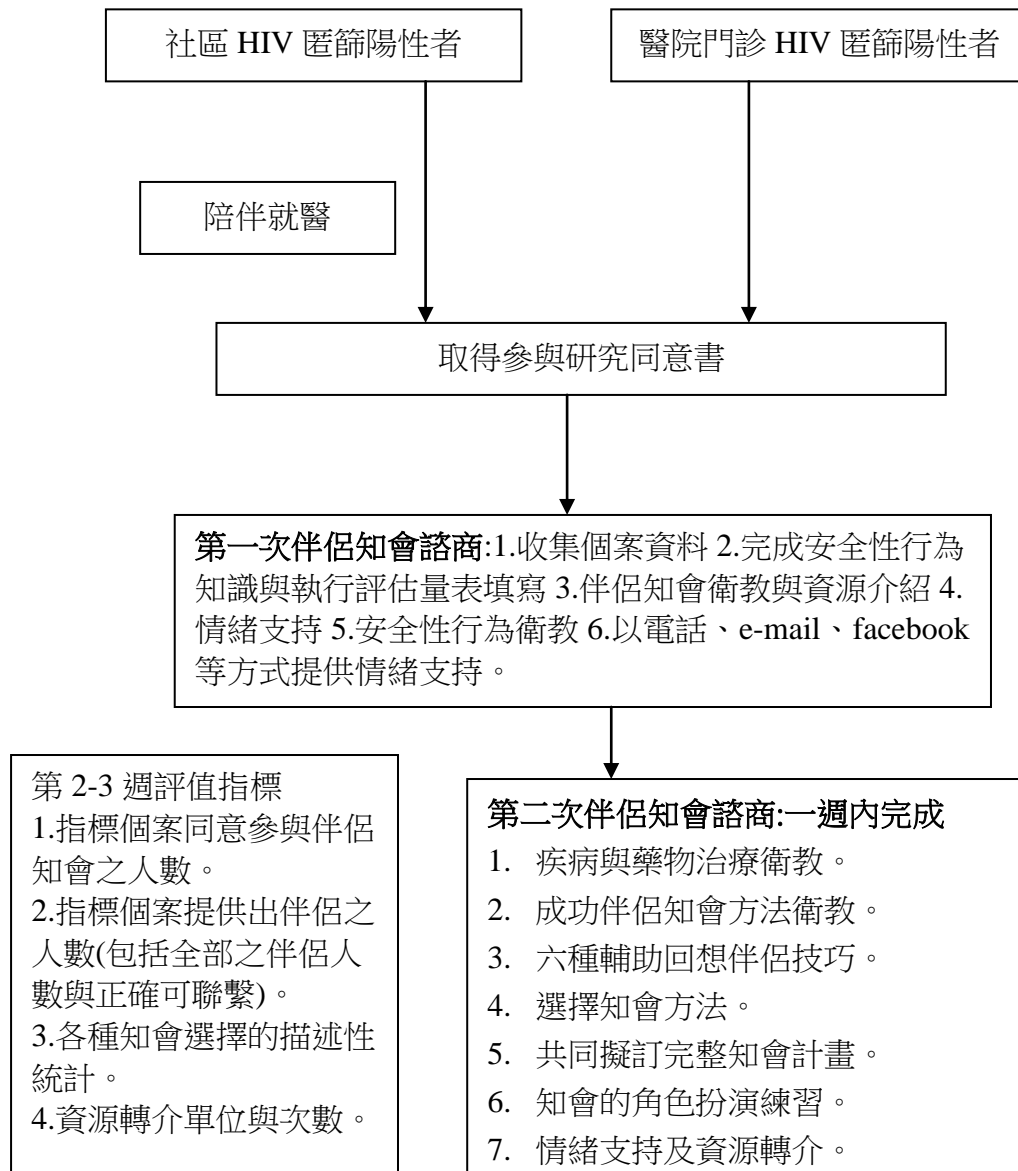 社區 HIV 匿篩陽性者
醫院門診 HIV 匿篩陽性者
陪伴就醫
取得參與研究同意書
第一次伴侶知會諮商:1.收集個案資料 2.完成安全性行為
知識與執行評估量表填寫 3.伴侶知會衛教與資源介紹 4.
情緒支持 5.安全性行為衛教 6.以電話、e-mail、facebook
等方式提供情緒支持。
第 2-3 週評值指標
1.指標個案同意參與伴侶
知會之人數。
2.指標個案提供出伴侶之
人數(包括全部之伴侶人
數與正確可聯繫)。
3.各種知會選擇的描述性
統計。
4.資源轉介單位與次數。
第二次伴侶知會諮商:一週內完成
1. 疾病與藥物治療衛教。
2. 成功伴侶知會方法衛教。
3. 六種輔助回想伴侶技巧。
4. 選擇知會方法。
5. 共同擬訂完整知會計畫。
6. 知會的角色扮演練習。
7. 情緒支持及資源轉介。